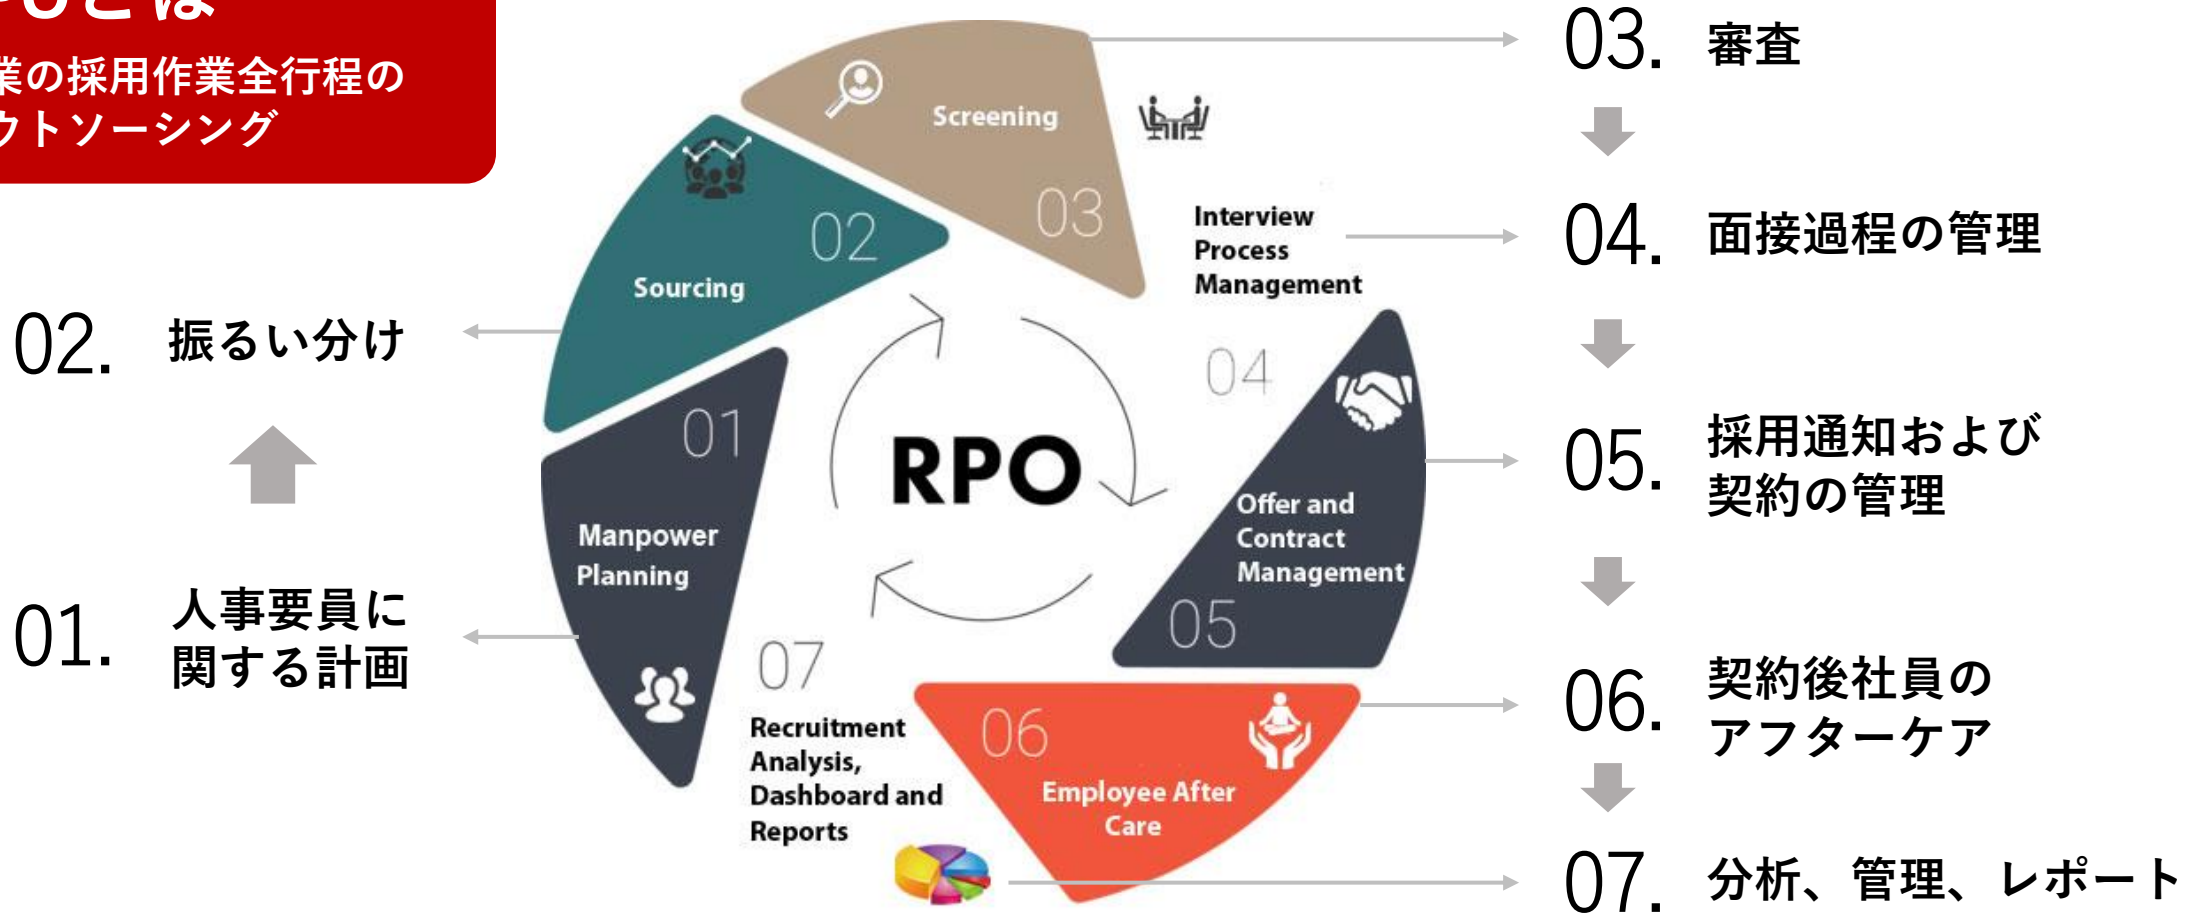 業の採用作業全行程の
ウトソーシング
02.
振るい分け
01.
人事要員に
関する計画
Screening
03
02
Sourcing
01
Manpower
Planning
Interview
Process
Management
04
RPO
Offer and
Contract
Management
05
07
Recruitment
Analysis,
Dashboard and
Reports
06
Employee After
Care
03.
審査
04.
面接過程の管理
05.
採用通知および
契約の管理
06.
契約後社員の
アフターケア
07.
分析、管理、レポート